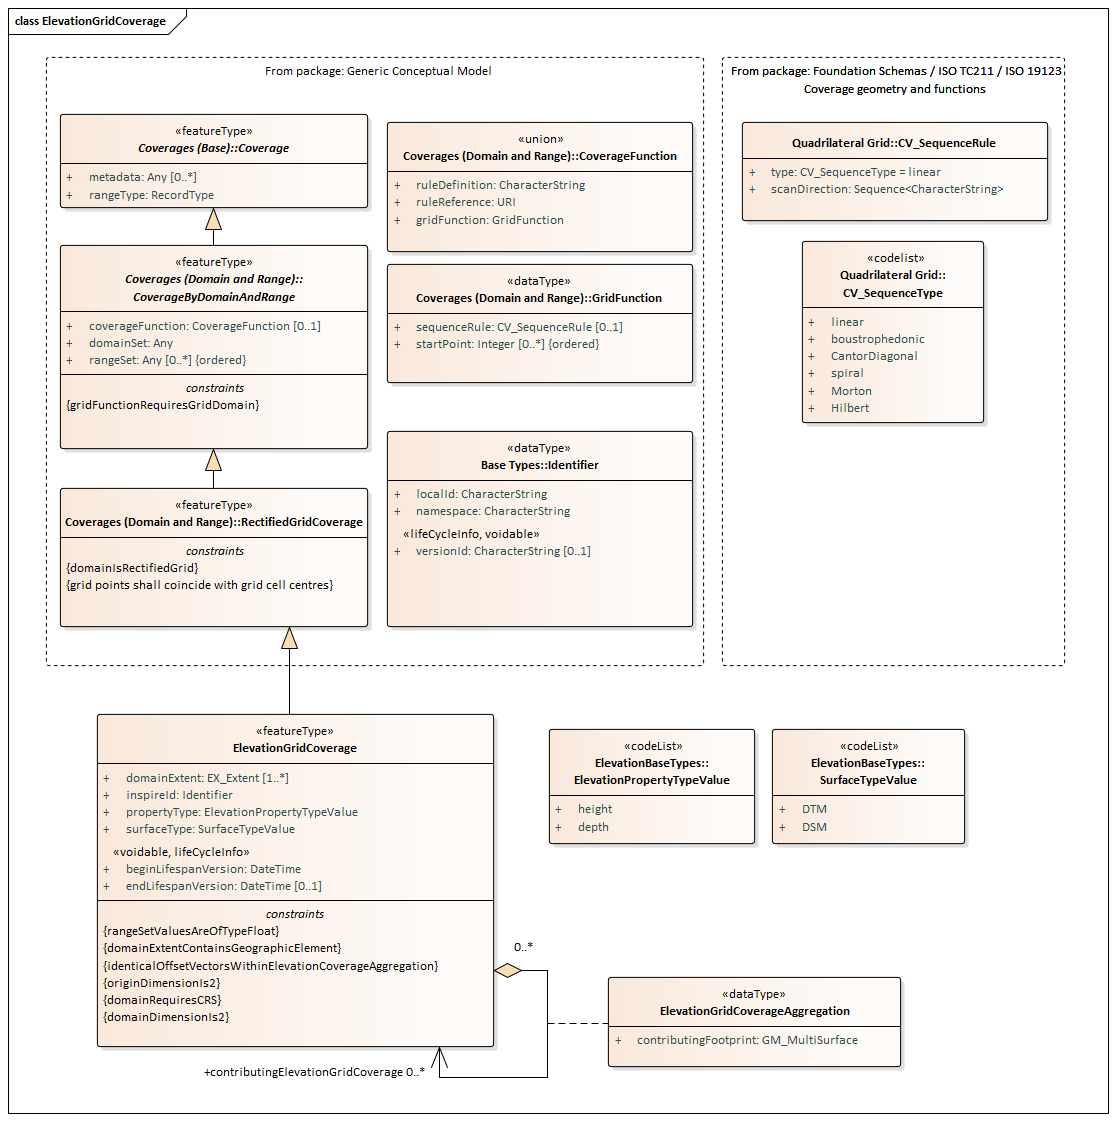 class ElevationGridCoverage
From package: Generic Conceptual Model
«featureType»
Coverages (Base)::Coverage
+ metadata: Any [0..*]
+ rangeType: RecordType
«featureType»
Coverages (Domain and Range)::
CoverageByDomainAndRange
+ coverageFunction: CoverageFunction [0..1]
+ domainSet: Any
+ rangeSet: Any [0..*] {ordered}
constraints
{gridFunctionRequiresGridDomain}
«featureType»
Coverages (Domain and Range)::RectifiedGridCoverage
constraints
{domainIsRectifiedGrid}
{grid points shall coincide with grid cell centres}
«union»
Coverages (Domain and Range)::CoverageFunction
+ ruleDefinition: CharacterString
+ ruleReference: URI
+ gridFunction: GridFunction
«dataType»
Coverages (Domain and Range)::GridFunction
+ sequenceRule: CV_SequenceRule [0..1]
+ startPoint: Integer [0..*] {ordered}
«dataType»
Base Types::Identifier
+ localId: CharacterString
+ namespace: CharacterString
«lifeCycleInfo, voidable»
+ versionId: CharacterString [0..1]
From package: Foundation Schemas / ISO TC211 / ISO 19123
Coverage geometry and functions
Quadrilateral Grid::CV_SequenceRule
+ type: CV_SequenceType = linear
+ scanDirection: Sequence<CharacterString>
«codelist»
Quadrilateral Grid::
CV_SequenceType
+ linear
+ boustrophedonic
+ CantorDiagonal
+ spiral
+ Morton
+ Hilbert
«featureType»
ElevationGridCoverage
+ domainExtent: EX_Extent [1..*]
+ inspireId: Identifier
+ propertyType: ElevationPropertyTypeValue
+ surfaceType: SurfaceTypeValue
«voidable, lifeCycleInfo»
+ beginLifespanVersion: DateTime
+ endLifespanVersion: DateTime [0..1]
constraints
{rangeSetValuesAreOfTypeFloat}
{domainExtentContainsGeographicElement}
{identicalOffsetVectorsWithinElevationCoverageAggregation}
{originDimensionIs2}
{domainRequiresCRS}
{domainDimensionIs2}
«codeList»
ElevationBaseTypes::
ElevationPropertyTypeValue
+ height
+ depth
«codeList»
ElevationBaseTypes::
SurfaceTypeValue
+ DTM
+ DSM
0..*
«dataType»
ElevationGridCoverageAggregation
+ contributingFootprint: GM_MultiSurface
+contributingElevationGridCoverage 0..*